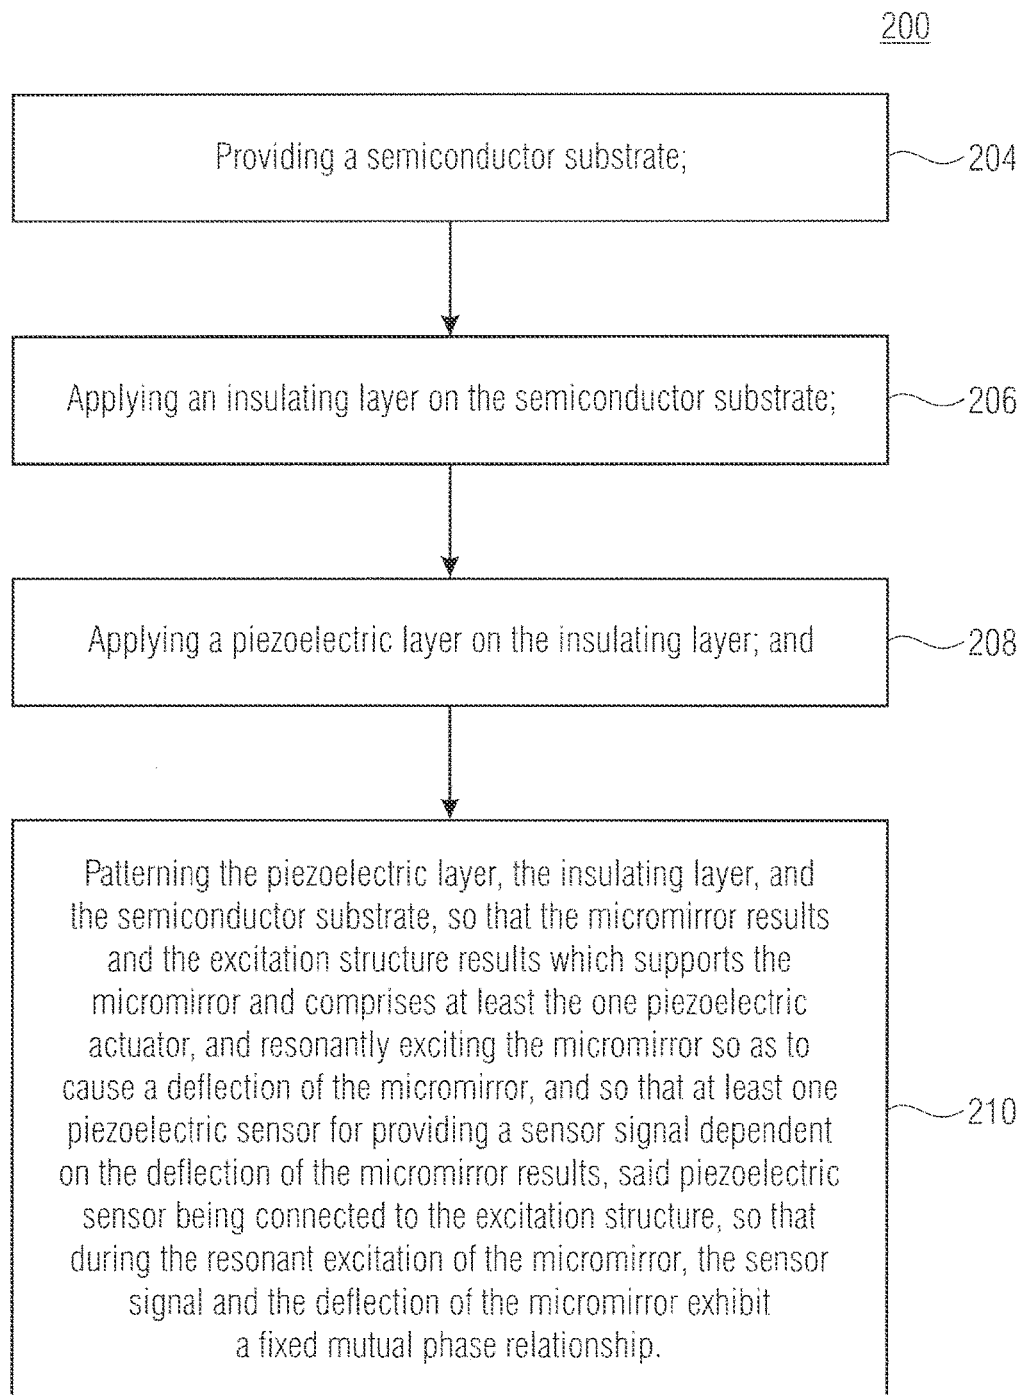 200
Providing a semiconductor substrate;
204
Applying an insulating layer on the semiconductor substrate;
206
Applying a piezoelectric layer on the insulating layer; and
208
Patterning the piezoelectric layer, the insulating layer, and
the semiconductor substrate, so that the micromirror results
and the excitation structure results which supports the
micromirror and comprises at least the one piezoelectric
actuator, and resonantly exciting the micromirror so as to
cause a deflection of the micromirror, and so that at least one
piezoelectric sensor for providing a sensor signal dependent
on the deflection of the micromirror results, said piezoelectric
sensor being connected to the excitation structure, so that
during the resonant excitation of the micromirror, the sensor
signal and the deflection of the micromirror exhibit
a fixed mutual phase relationship.
210